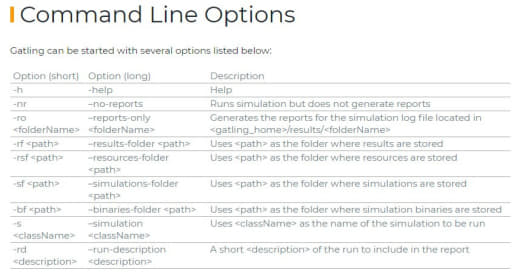 Command Line Options
Gatling can be started with several options listed below:
Option (short) Option (long) Description
-h -help Help
-nr –no-reports Runs simulation but does not generate reports
-ro –reports-only Generates the reports for the simulation log file located in
<folderName> <folderName> <gatling_home>/results/<folderName>
-rf <path> –results-folder <path> Uses <path> as the folder where results are stored
-rsf <path> –resources-folder Uses <path> as the folder where resources are stored
<path>
-sf <path> –simulations-folder Uses <path> as the folder where simulations are stored
<path>
-bf <path> –binaries-folder <path> Uses <path> as the folder where simulation binaries are stored
-s –simulation Uses <className> as the name of the simulation to be run
<className> <className>
-rd –run-description A short <description> of the run to include in the report
<description> <description>